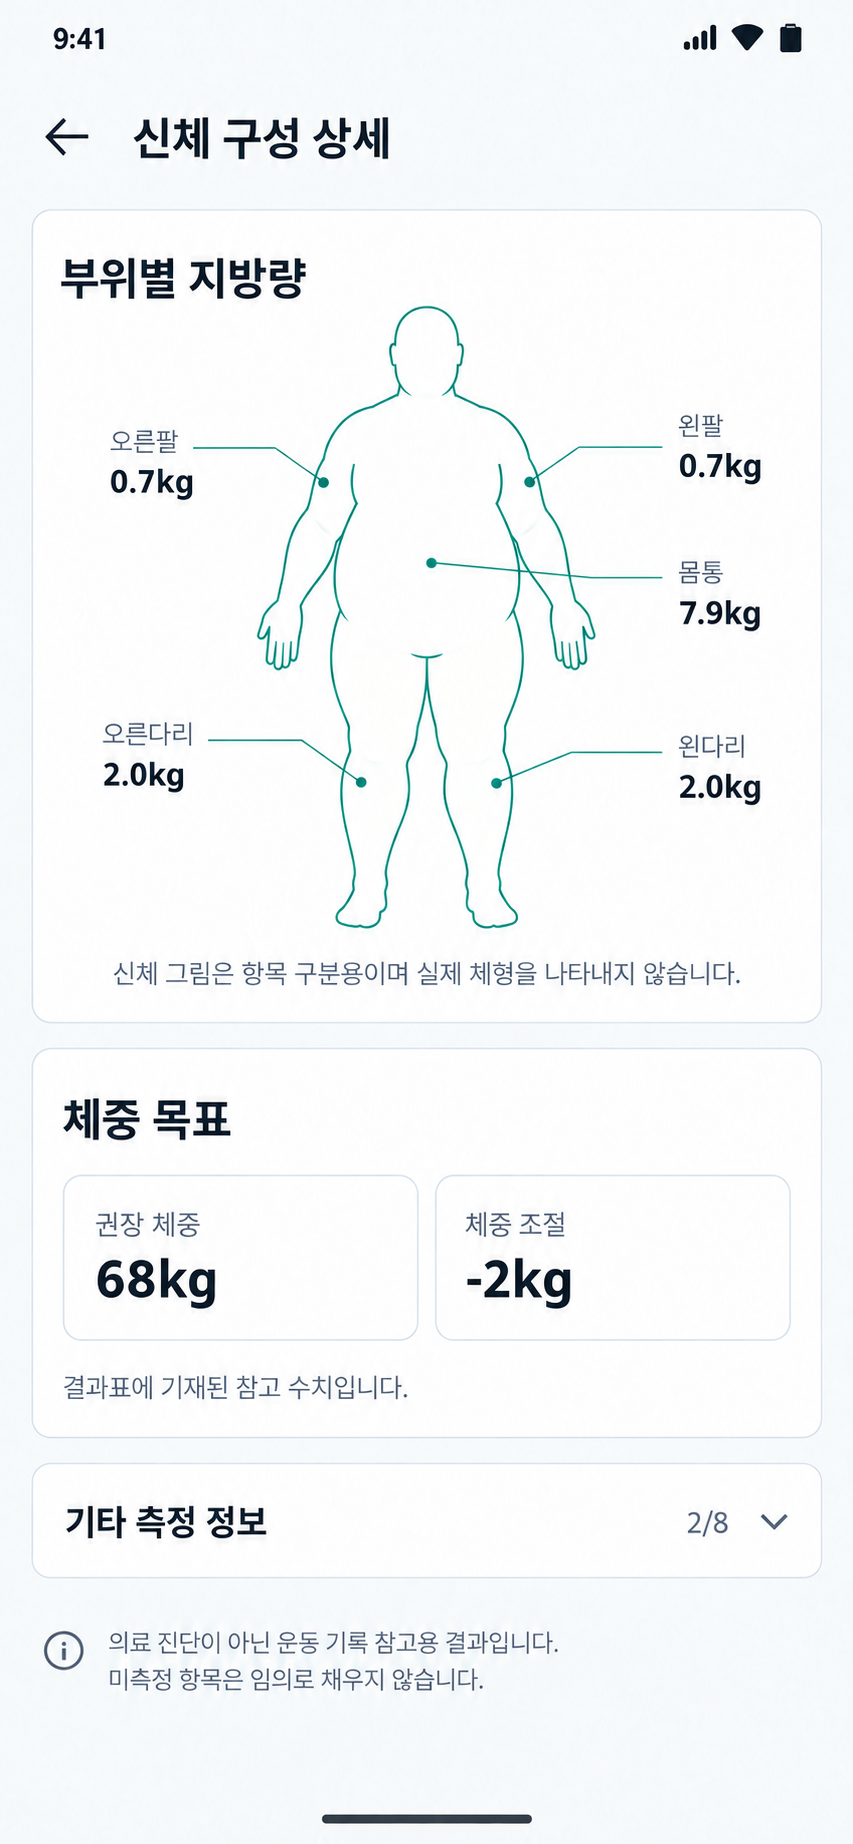 9:41
신체 구성 상세
부위별 지방량
오른팔
0.7kg
왼팔
0.7kg
몸통
7.9kg
오른다리
2.0kg
왼다리
2.0kg
신체 그림은 항목 구분용이며 실제 체형을 나타내지 않습니다.
체중 목표
권장 체중
68kg
체중 조절
-2kg
결과표에 기재된 참고 수치입니다.
기타 측정 정보
2/8
의료 진단이 아닌 운동 기록 참고용 결과입니다.
미측정 항목은 임의로 채우지 않습니다.